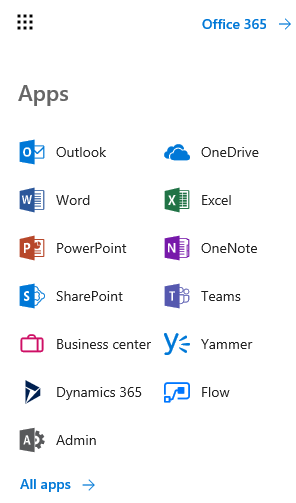 Office 365
Apps
Outlook
OneDrive
Word
Excel
PowerPoint
OneNote
SharePoint
Teams
Business center
Yammer
Dynamics 365
Flow
Admin
All apps